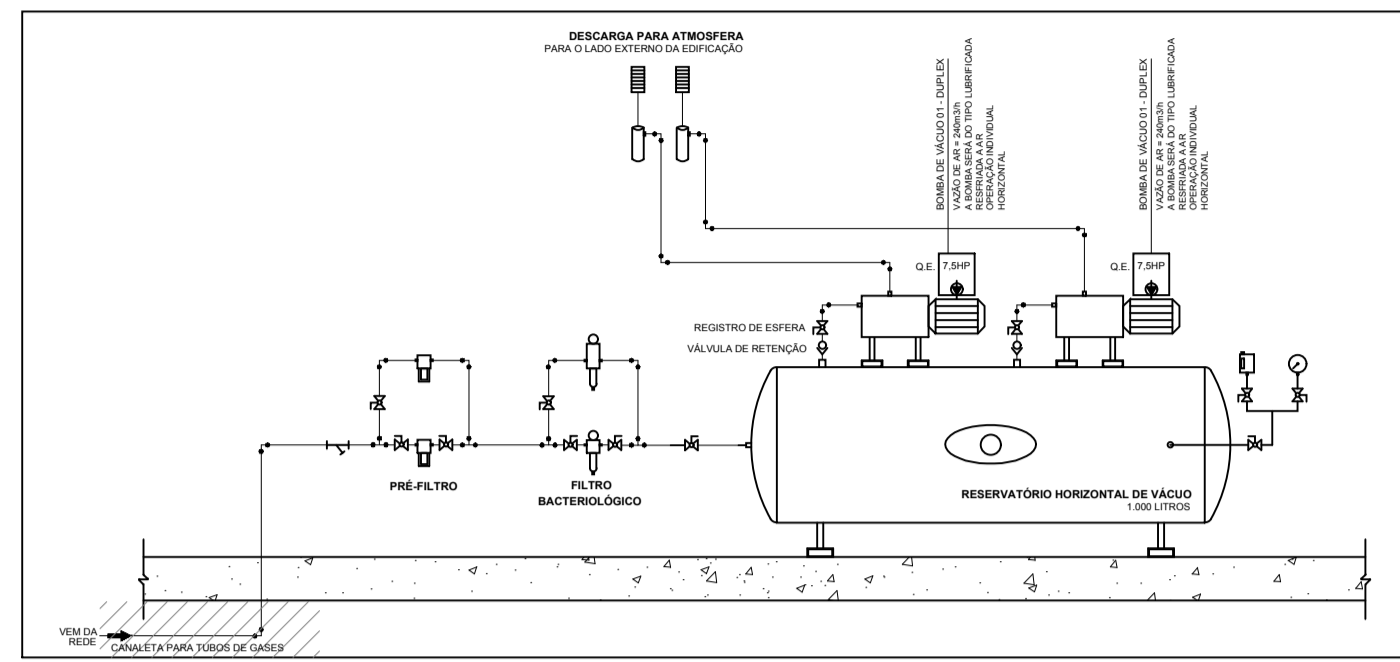 DESCARGA PARA ATMOSFERA
PARA O LADO EXTERNO DA EDIFICAÇÃO
BOMBA DE VÁCUO 01 - DUPLEX
VAZÃO DE AR = 240m3/h
A BOMBA SERÁ DO TIPO LUBRIFICADA
RESFRIADA A AR
OPERAÇÃO INDIVIDUAL
HORIZONTAL
BOMBA DE VÁCUO 01 - DUPLEX
VAZÃO DE AR = 240m3/h
A BOMBA SERÁ DO TIPO LUBRIFICADA
RESFRIADA A AR
OPERAÇÃO INDIVIDUAL
HORIZONTAL
Q.E. 7,5HP
Q.E. 7,5HP
REGISTRO DE ESFERA
VÁLVULA DE RETENÇÃO
PRÉ-FILTRO
FILTRO
BACTERIOLÓGICO
RESERVATÓRIO HORIZONTAL DE VÁCUO
1.000 LITROS
VEM DA
REDE
CANALETA PARA TUBOS DE GASES